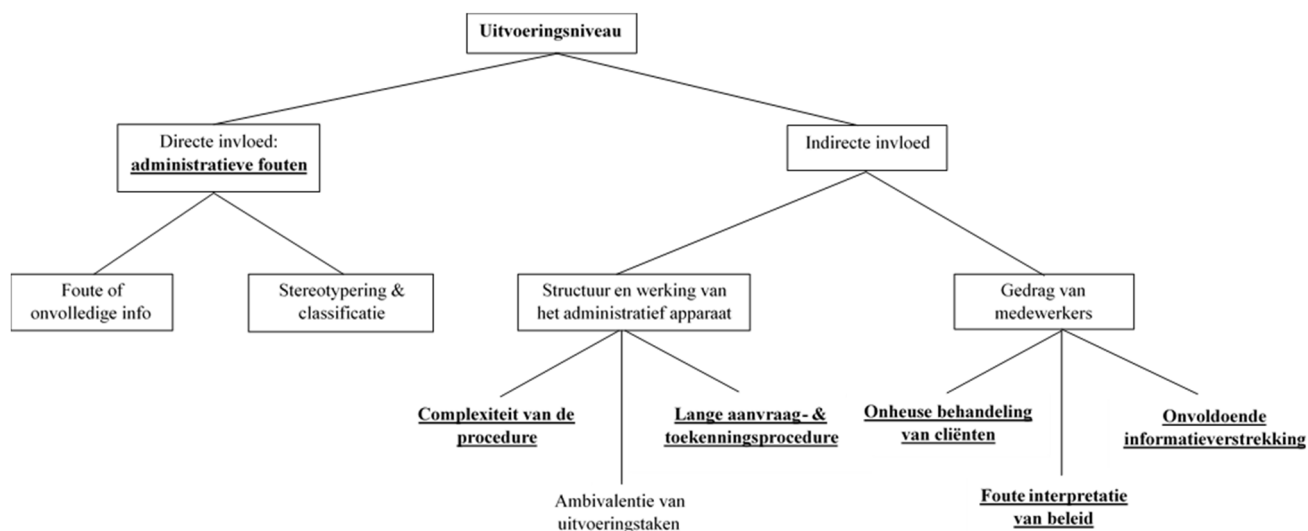 Uitvoeringsniveau
Directe invloed:
administratieve fouten
Indirecte invloed
Foute of
onvolledige info
Stereotypering &
classificatie
Structuur en werking van
het administratief apparaat
Gedrag van
medewerkers
Complexiteit van de
procedure
Lange aanvraag- &
toekenningsprocedure
Onheuse behandeling
van cliënten
Onvoldoende
informatieverstrekking
Ambivalentie van
uitvoeringstaken
Foute interpretatie
van beleid